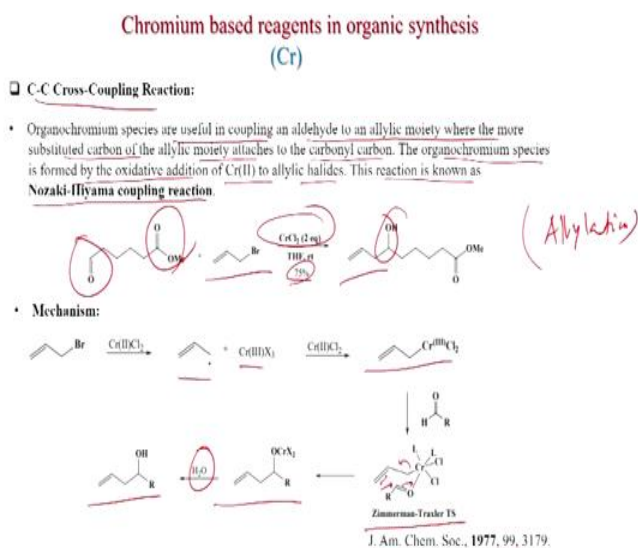 Chromium based reagents in organic synthesis
(Cr)
C-C Cross-Coupling Reaction:
• Organochromium species are useful in coupling an aldehyde to an allylic moiety where the more
substituted carbon of the allylic moiety attaches to the carbonyl carbon. The organochromium species
is formed by the oxidative addition of Cr(II) to allylic halides. This reaction is known as
Nozaki-Hiyama coupling reaction.
O
O
OMe
+
Br
CrCl2 (2 eq)
THF, rt
75%
OH
OMe
O
(Allylation)
• Mechanism:
Br
Cr(II)Cl2
+
Cr(III)X3
Cr(II)Cl2
Cr(III)Cl2
O
H R
OH
R
H2O
OCrX2
R
L
L
Cr
Cl
Cl
R
O
Zimmerman-Traxler TS
J. Am. Chem. Soc., 1977, 99, 3179.